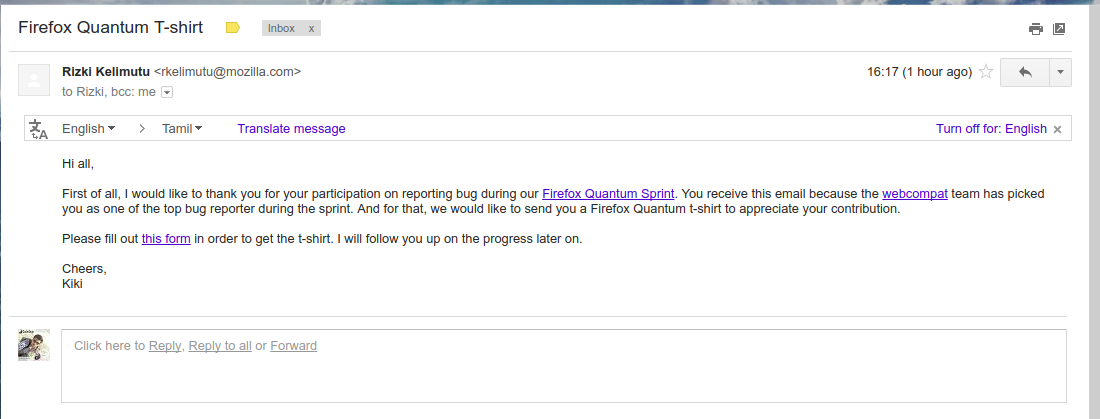 Firefox Quantum T-shirt
Inbox x
Rizki Kelimutu <rkelimutu@mozilla.com>
16:17 (1 hour ago)
to Rizki, bcc: me
English > Tamil Translate message
Turn off for: English ×
Hi all,
First of all, I would like to thank you for your participation on reporting bug during our Firefox Quantum Sprint. You receive this email because the webcompat team has picked
you as one of the top bug reporter during the sprint. And for that, we would like to send you a Firefox Quantum t-shirt to appreciate your contribution.
Please fill out this form in order to get the t-shirt. I will follow you up on the progress later on.
Cheers,
Kiki
Click here to Reply, Reply to all or Forward